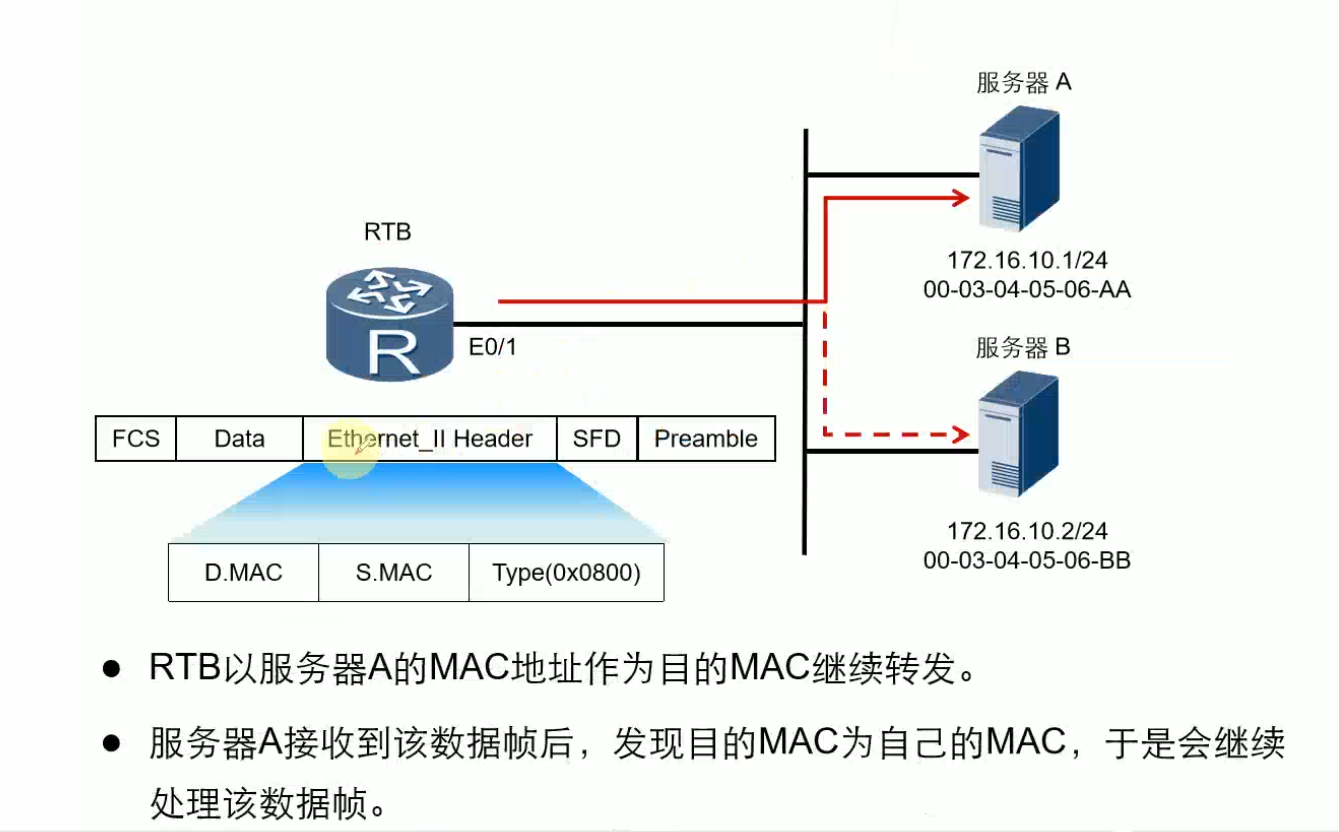 服务器 A
RTB
172.16.10.1/24
00-03-04-05-06-AA
E0/1
服务器 B
FCS Data Ethernet_II Header SFD Preamble
172.16.10.2/24
00-03-04-05-06-BB
D.MAC S.MAC Type(0x0800)
● RTB以服务器A的MAC地址作为目的MAC继续转发。
● 服务器A接收到该数据帧后，发现目的MAC为自己的MAC，于是会继续
处理该数据帧。